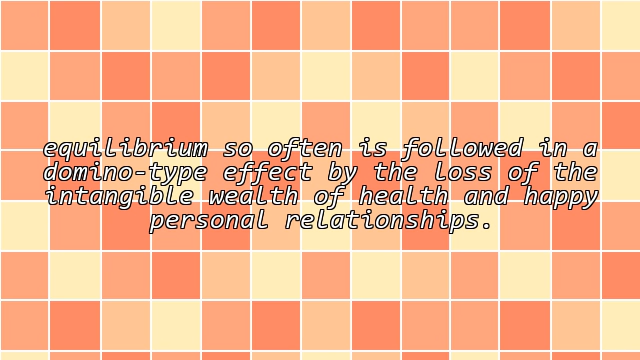 equilibrium so often is followed in a
domino-type effect by the loss of the
intangible wealth of health and happy
personal relationships.